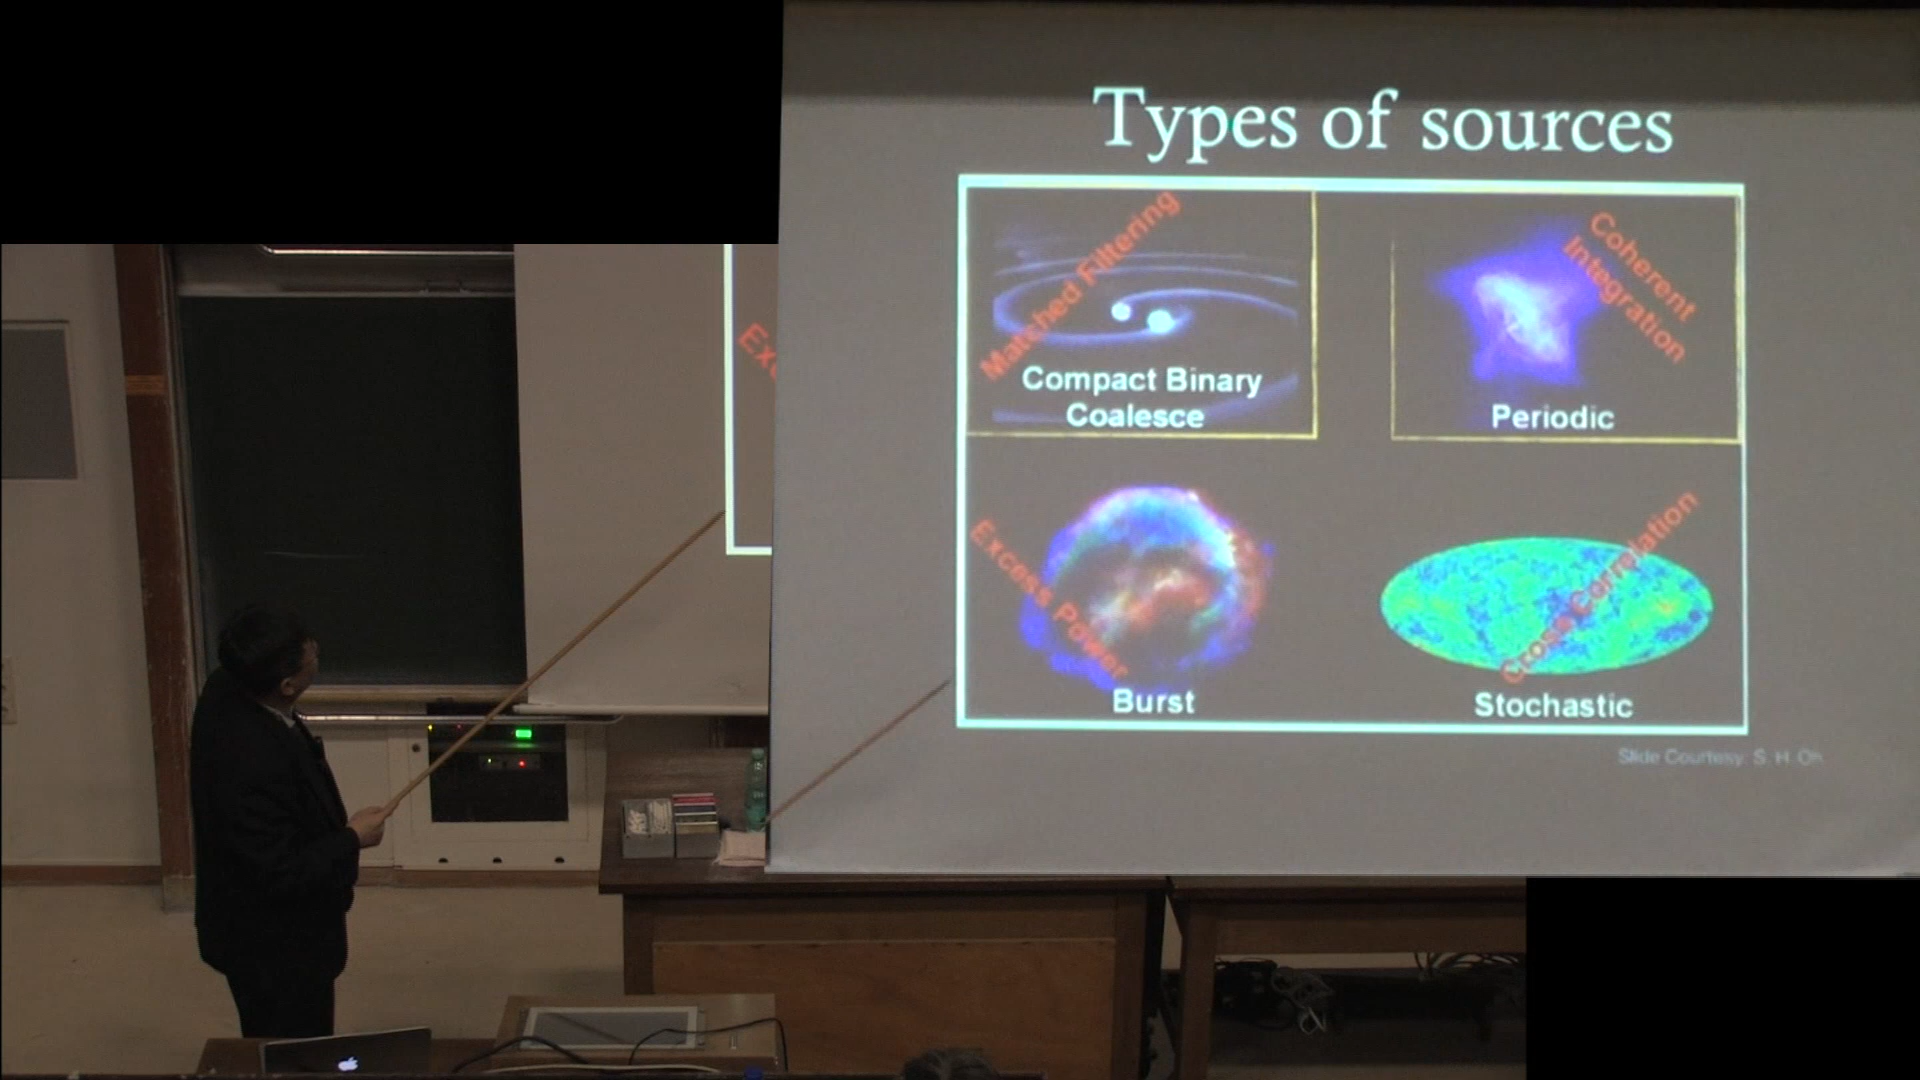 Types of sources
Matched Filtering
Compact Binary
Coalesce
Coherent
Integration
Periodic
Excess Power
Burst
Cross Correlation
Stochastic
Slide Courtesy: S. H. Oh
Exc